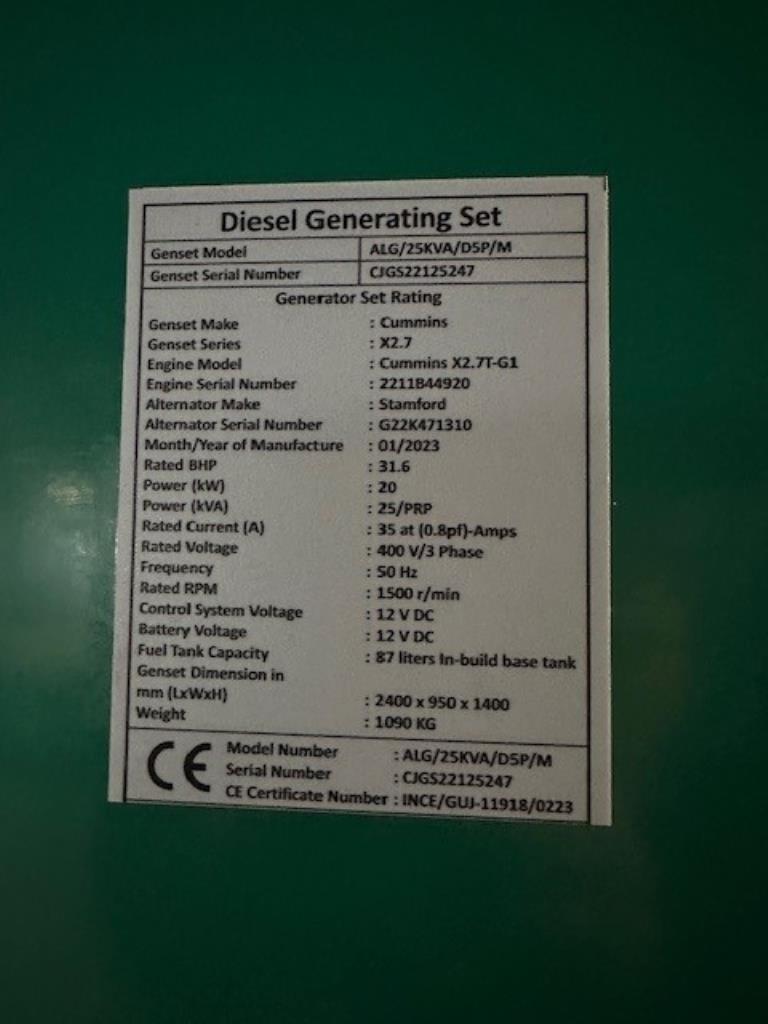 Diesel Generating Set
Genset Model ALG/25KVA/D5P/M
Genset Serial Number CJGS22125247
Generator Set Rating
Genset Make : Cummins
Genset Series : X2.7
Engine Model : Cummins X2.7T-G1
Engine Serial Number : 2211B44920
Alternator Make : Stamford
Alternator Serial Number : G22K471310
Month/Year of Manufacture : 01/2023
Rated BHP : 31.6
Power (kW) : 20
Power (kVA) : 25/PRP
Rated Current (A) : 35 at (0.8pf)-Amps
Rated Voltage : 400 V/3 Phase
Frequency : 50 Hz
Rated RPM : 1500 r/min
Control System Voltage : 12 V DC
Battery Voltage : 12 V DC
Fuel Tank Capacity : 87 liters In-build base tank
Genset Dimension in
mm (LxWxH) : 2400 x 950 x 1400
Weight : 1090 KG
CE
Model Number : ALG/25KVA/D5P/M
Serial Number : CJGS22125247
CE Certificate Number : INCE/GUJ-11918/0223